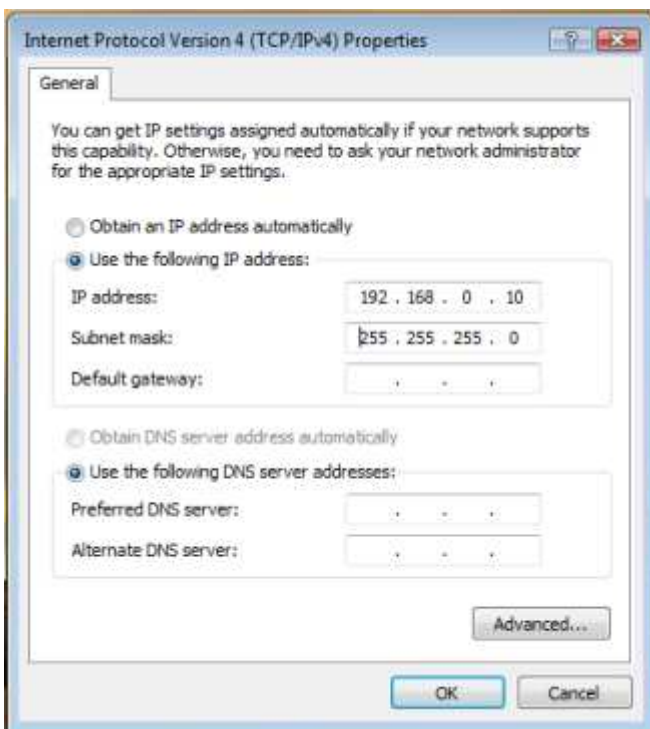 Internet Protocol Version 4 (TCP/IPv4) Properties
General
You can get IP settings assigned automatically if your network supports
this capability. Otherwise, you need to ask your network administrator
for the appropriate IP settings.
Obtain an IP address automatically
Use the following IP address:
IP address: 192 . 168 . 0 . 10
Subnet mask: 255 . 255 . 255 . 0
Default gateway: . . .
Obtain DNS server address automatically
Use the following DNS server addresses:
Preferred DNS server: . . .
Alternate DNS server: . . .
Advanced...
OK Cancel